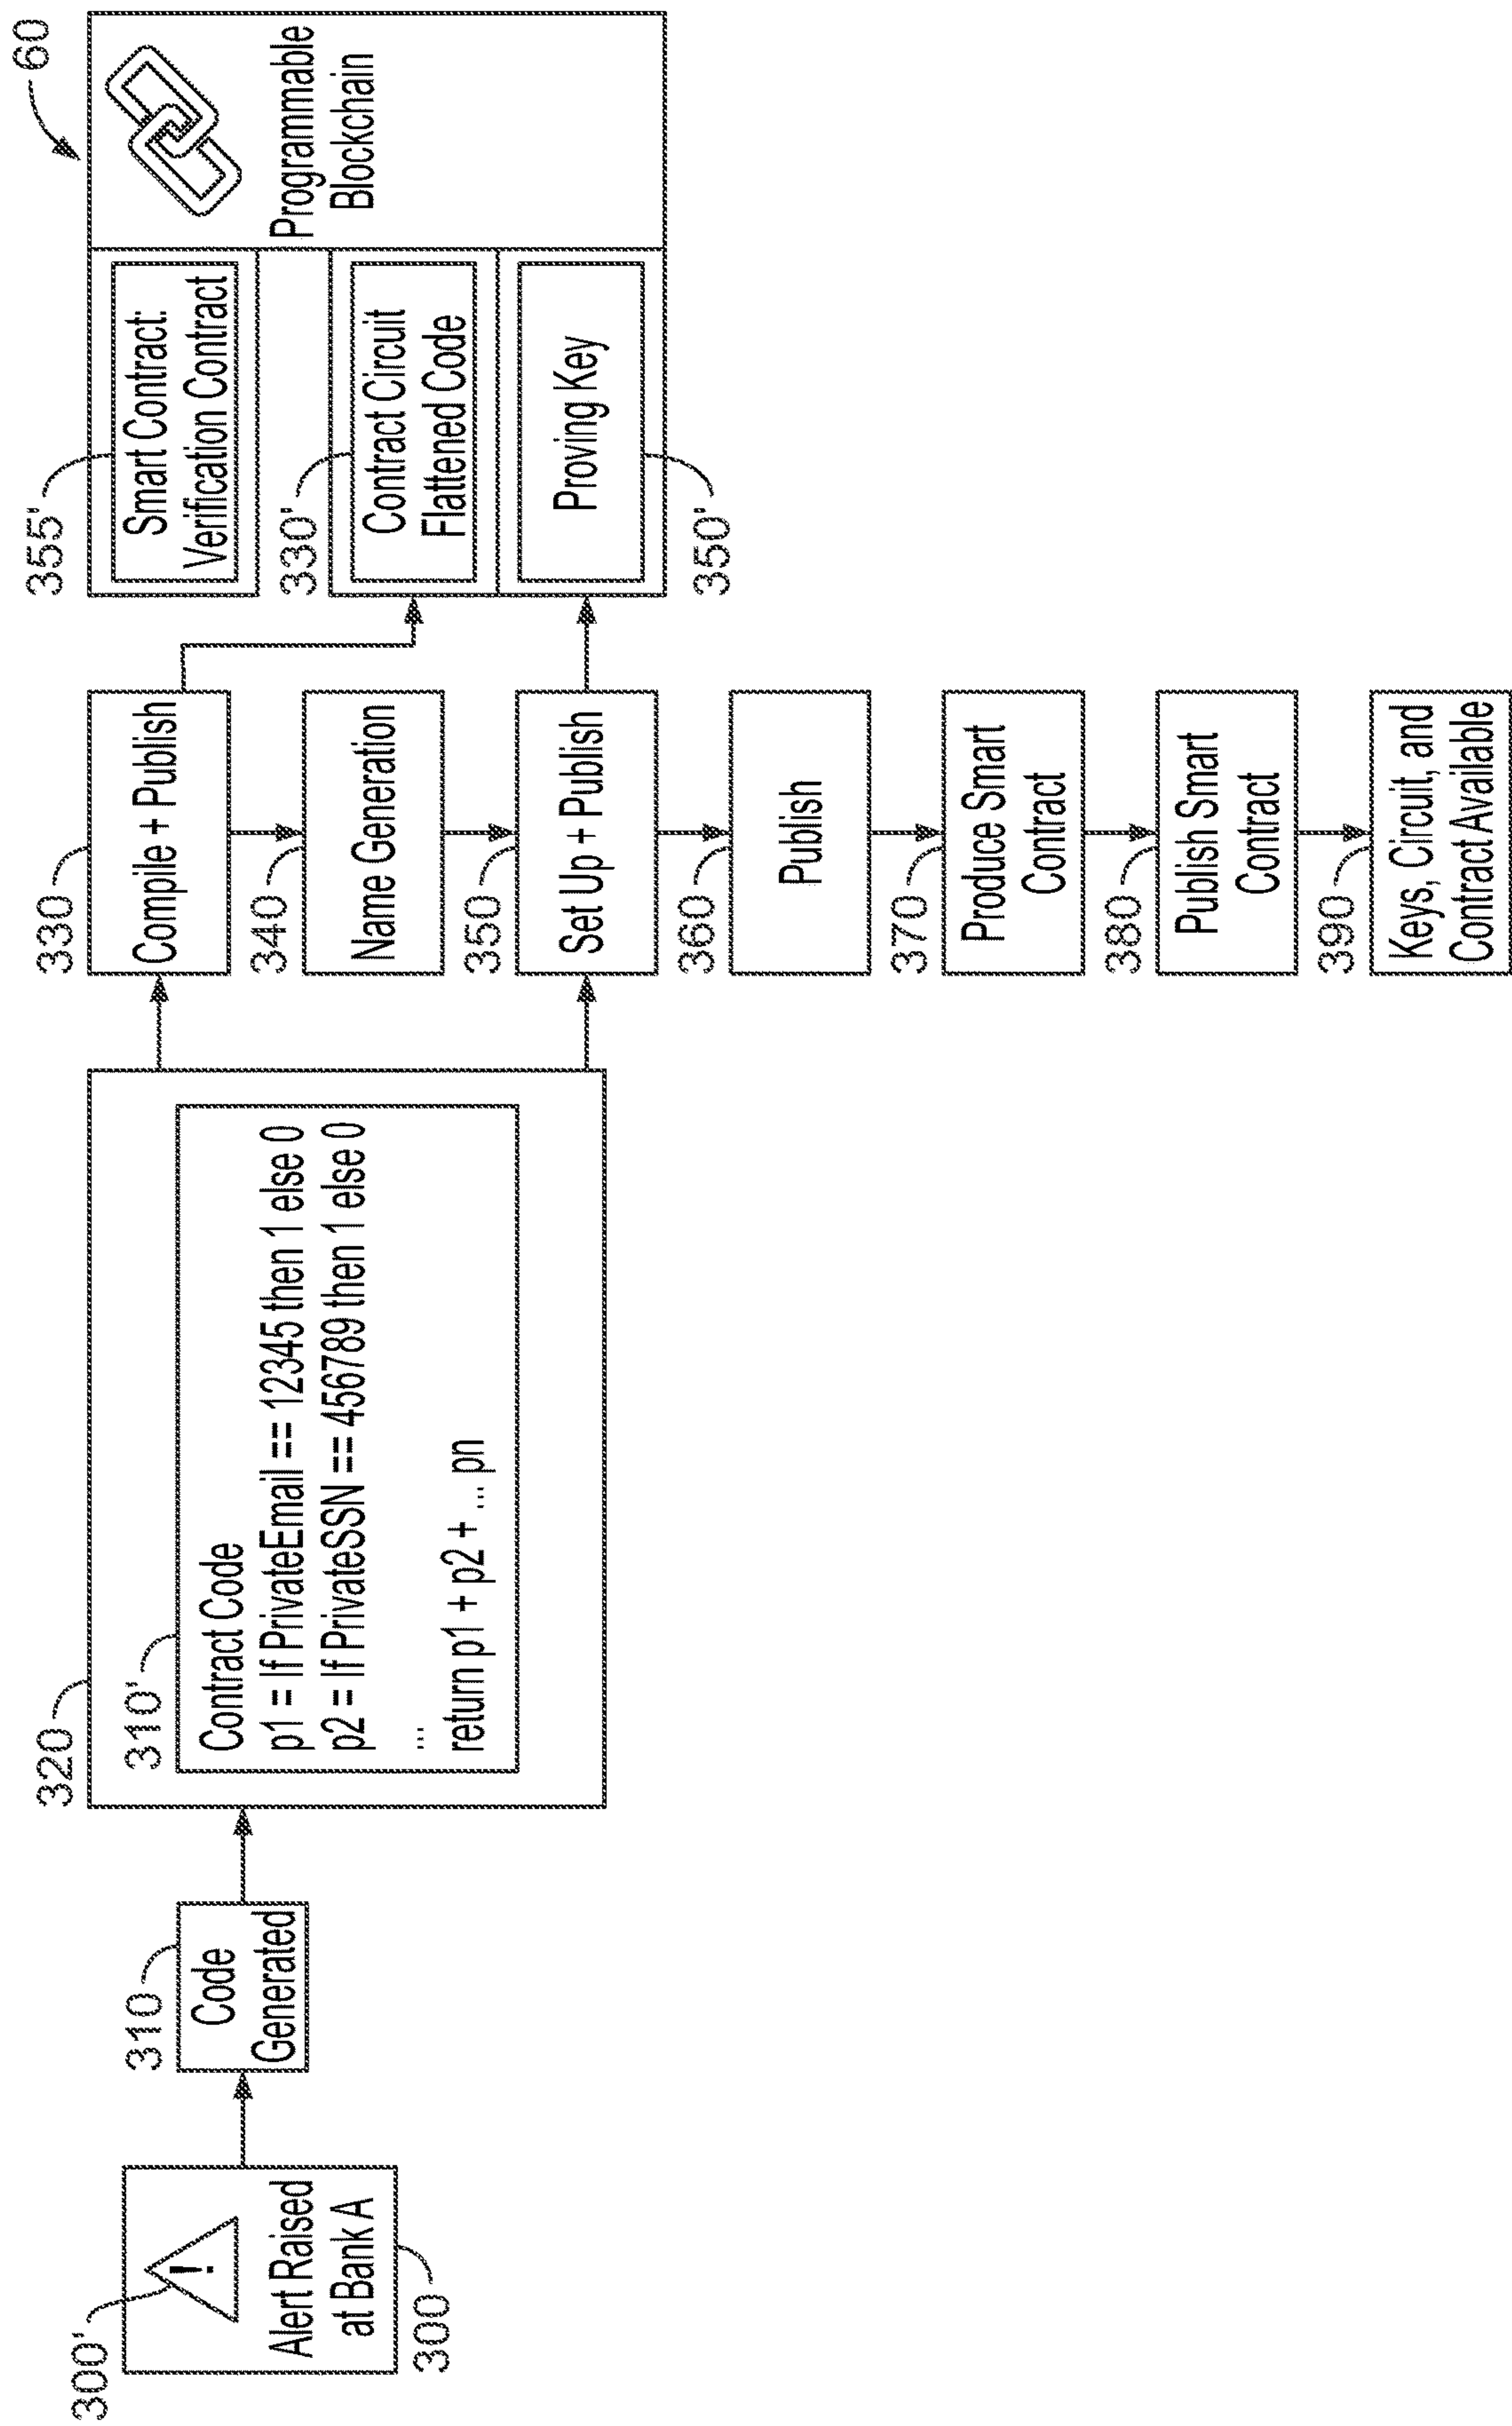 300'
Alert Raised
at Bank A
300
310
Code
Generated
320
310'
Contract Code
p1 = If PrivateEmail == 12345 then 1 else 0
p2 = If PrivateSSN == 456789 then 1 else 0
...
return p1 + p2 + ... pn
330
Compile + Publish
340
Name Generation
350
Set Up + Publish
360
Publish
370
Produce Smart
Contract
380
Publish Smart
Contract
390
Keys, Circuit, and
Contract Available
355'
Smart Contract:
Verification Contract
330'
Contract Circuit
Flattened Code
Proving Key
350'
60
Programmable
Blockchain